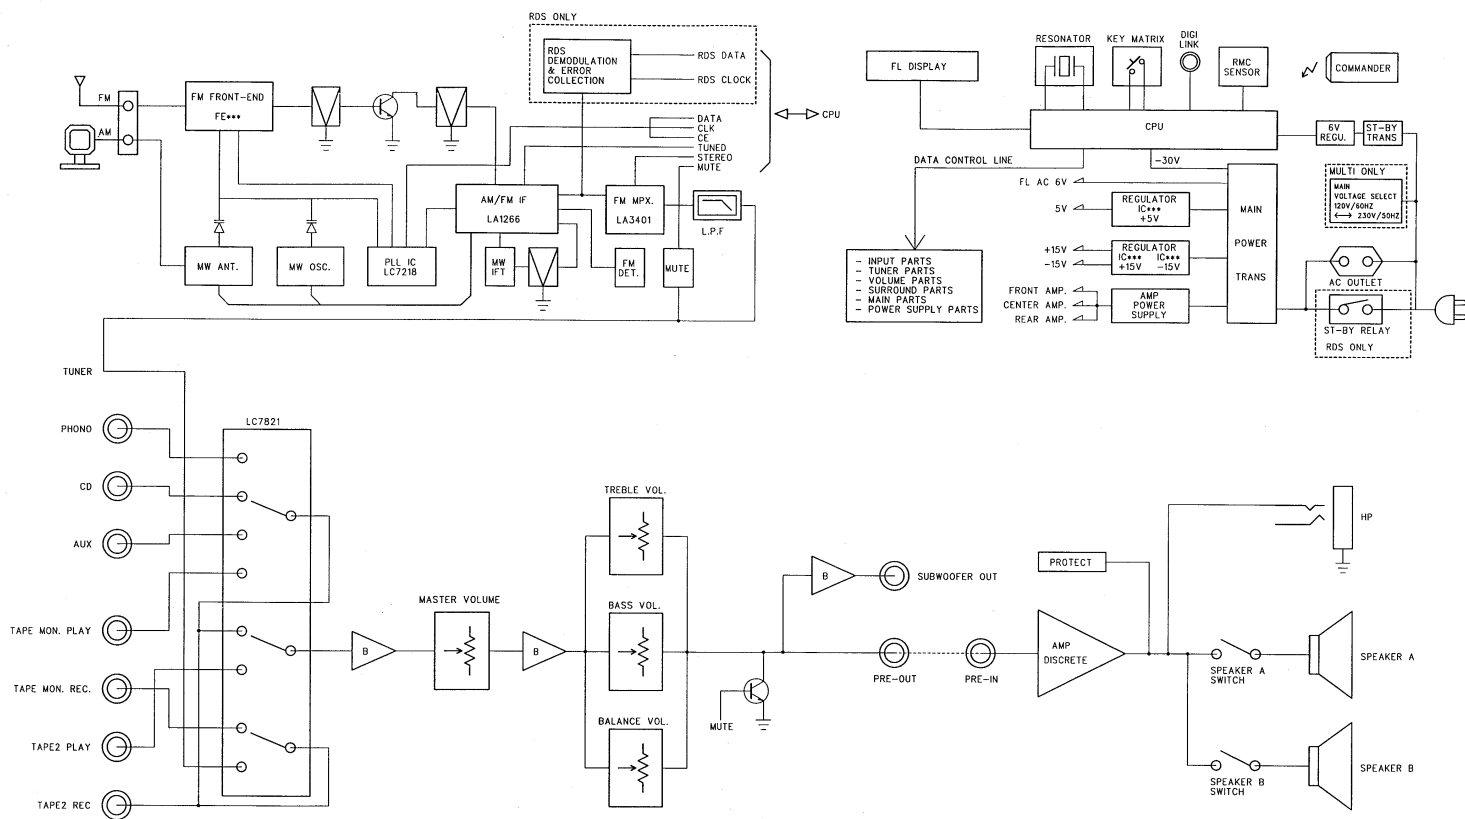 RDS ONLY
RDS
DEMODULATION
& ERROR
COLLECTION
RDS DATA
RDS CLOCK
FM
AM
FM FRONT-END
FE***
DATA
CLK
CE
TUNED
STEREO
MUTE
CPU
AM/FM IF
LA1266
FM MPX.
LA3401
L.P.F
MW ANT.
MW OSC.
PLL IC
LC7218
MW
IFT
FM
DET.
MUTE
FL DISPLAY
RESONATOR
KEY MATRIX
DIGI
LINK
RMC
SENSOR
COMMANDER
CPU
6V
REGU.
ST-BY
TRANS
DATA CONTROL LINE
-30V
FL AC 6V
5V
REGULATOR
IC***
+5V
+15V
-15V
REGULATOR
IC*** IC***
+15V -15V
FRONT AMP.
CENTER AMP.
REAR AMP.
AMP
POWER
SUPPLY
MAIN
POWER
TRANS
MULTI ONLY
MAIN
VOLTAGE SELECT
120V/60HZ
230V/50HZ
AC OUTLET
ST-BY RELAY
RDS ONLY
- INPUT PARTS
- TUNER PARTS
- VOLUME PARTS
- SURROUND PARTS
- MAIN PARTS
- POWER SUPPLY PARTS
TUNER
PHONO
CD
AUX
TAPE MON. PLAY
TAPE MON. REC.
TAPE2 PLAY
TAPE2 REC
LC7821
B
MASTER VOLUME
B
TREBLE VOL.
BASS VOL.
BALANCE VOL.
MUTE
B
SUBWOOFER OUT
PRE-OUT
PRE-IN
PROTECT
AMP
DISCRETE
HP
SPEAKER A
SWITCH
SPEAKER A
SPEAKER B
SWITCH
SPEAKER B